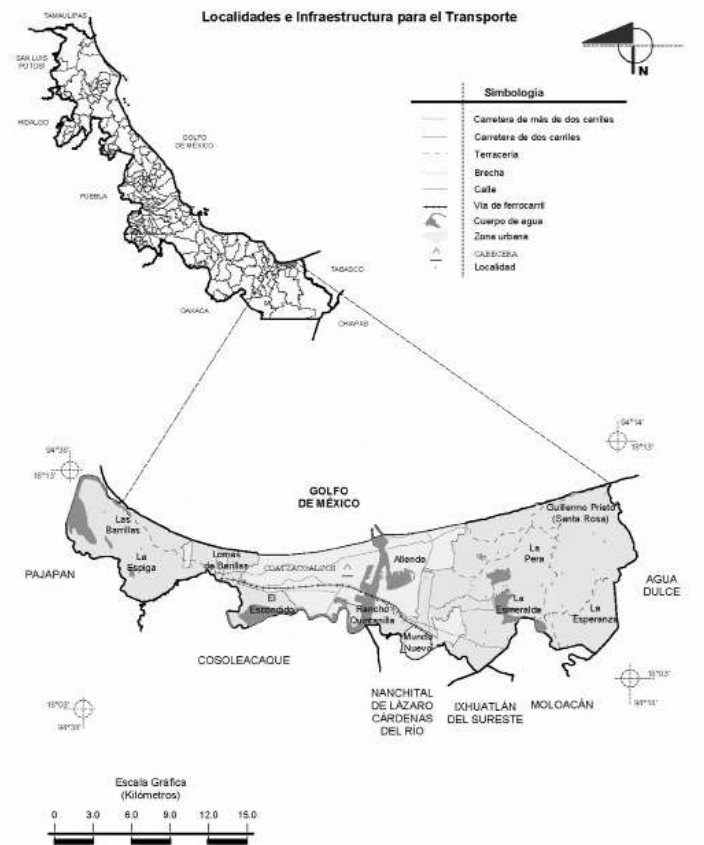 Localidades e Infraestructura para el Transporte
TAMAULIPAS
SAN LUIS
POTOSÍ
HIDALGO
GOLFO
DE MÉXICO
PUEBLA
TABASCO
OAXACA
CHIAPAS
N
Simbología
Carretera de más de dos carriles
Carretera de dos carriles
Terracería
Brecha
Calle
Vía de ferrocarril
Cuerpo de agua
Zona urbana
CABECERA
Localidad
94°14'
18°13'
94°38'
18°13'
GOLFO
DE MÉXICO
Guillermo Prieto
(Santa Rosa)
Las
Barrillas
La
Espiga
Lomas
de Barillas
COATZACOALCOS
Allende
La
Pera
PAJAPAN
AGUA
DULCE
El
Escondido
Rancho
Quintanilla
Mundo
Nuevo
La
Esmeralda
La
Esperanza
COSOLEACAQUE
NANCHITAL
DE LÁZARO
CÁRDENAS
DEL RÍO
IXHUATLÁN
DEL SURESTE
MOLOACÁN
18°03'
94°38'
18°03'
94°14'
Escala Gráfica
(Kilómetros)
0 3.0 6.0 9.0 12.0 15.0